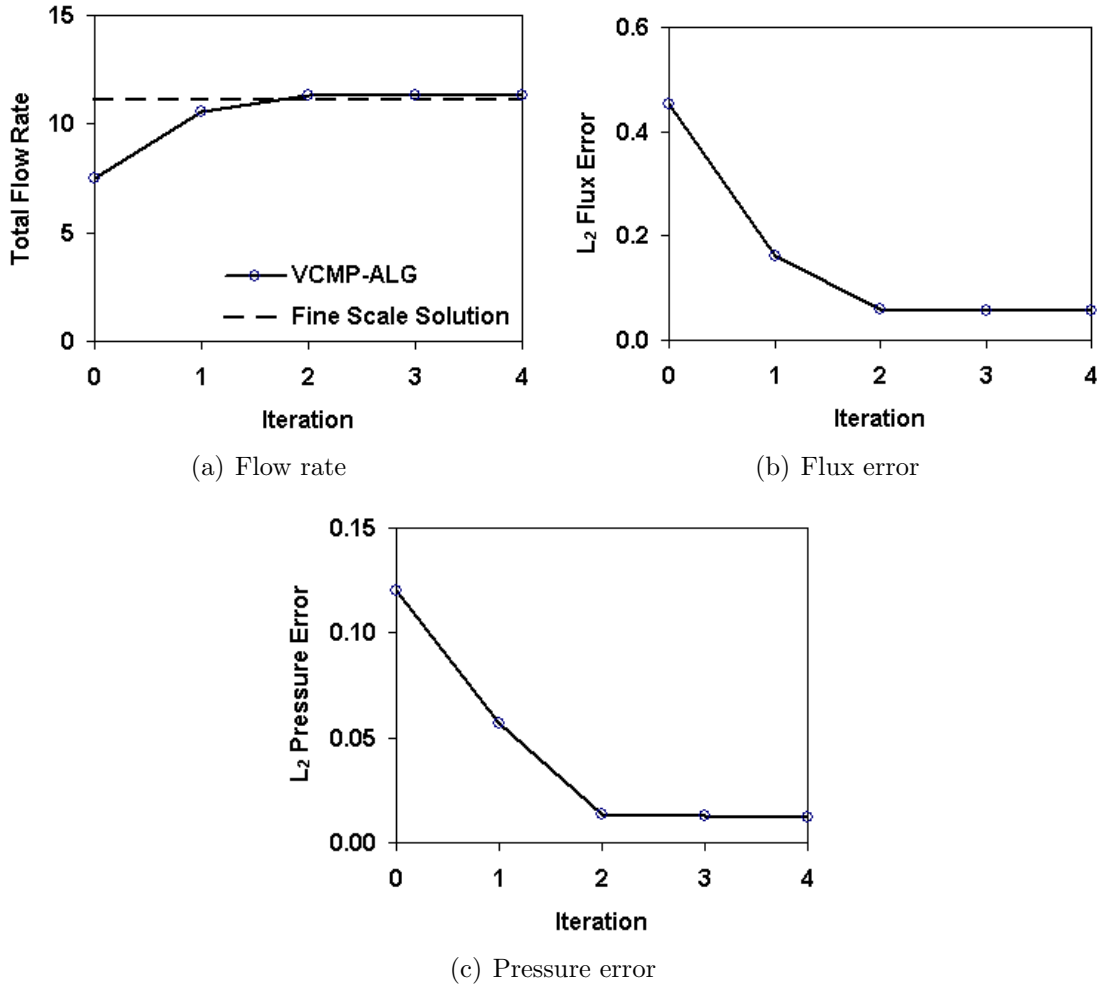 15
10
5
0
Total Flow Rate
VCMP-ALG
Fine Scale Solution
0 1 2 3 4
Iteration
(a) Flow rate
0.6
0.4
0.2
0.0
L₂ Flux Error
0 1 2 3 4
Iteration
(b) Flux error
0.15
0.10
0.05
0.00
L₂ Pressure Error
0 1 2 3 4
Iteration
(c) Pressure error